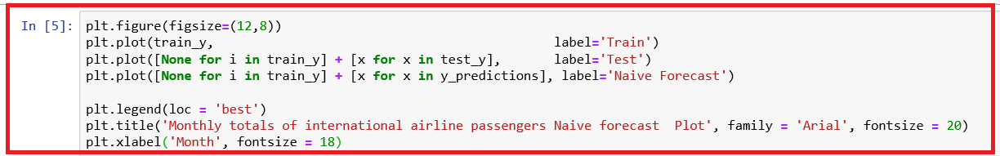 In [5]: plt.figure(figsize=(12,8))
plt.plot(train_y, label='Train')
plt.plot([None for i in train_y] + [x for x in test_y], label='Test')
plt.plot([None for i in train_y] + [x for x in y_predictions], label='Naive Forecast')
plt.legend(loc = 'best')
plt.title('Monthly totals of international airline passengers Naive forecast  Plot', family = 'Arial', fontsize = 20)
plt.xlabel('Month', fontsize = 18)